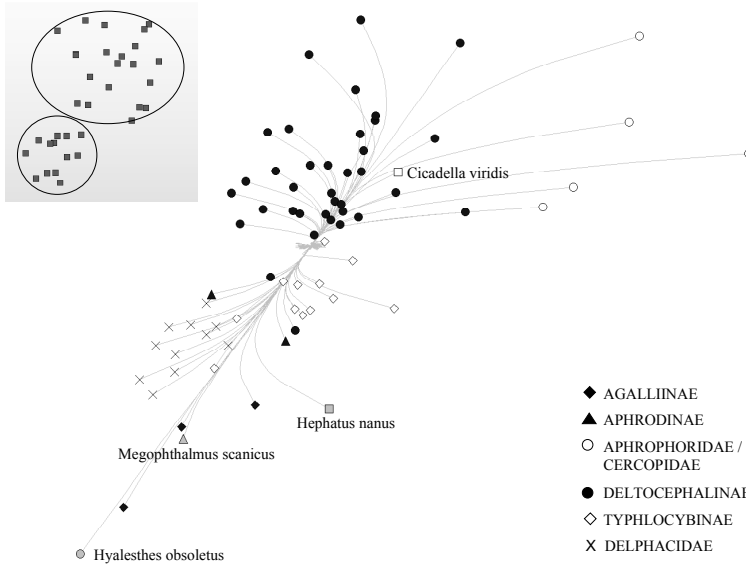 Cicadella viridis
Hephatus nanus
Megophthalmus scanicus
Hyalesthes obsoletus
AGALLIINAE
APHRODINAE
APHROPHORIDAE /
CERCOPIDAE
DELTOCEPHALINAE
TYPHLOCYBINAE
DELPHACIDAE